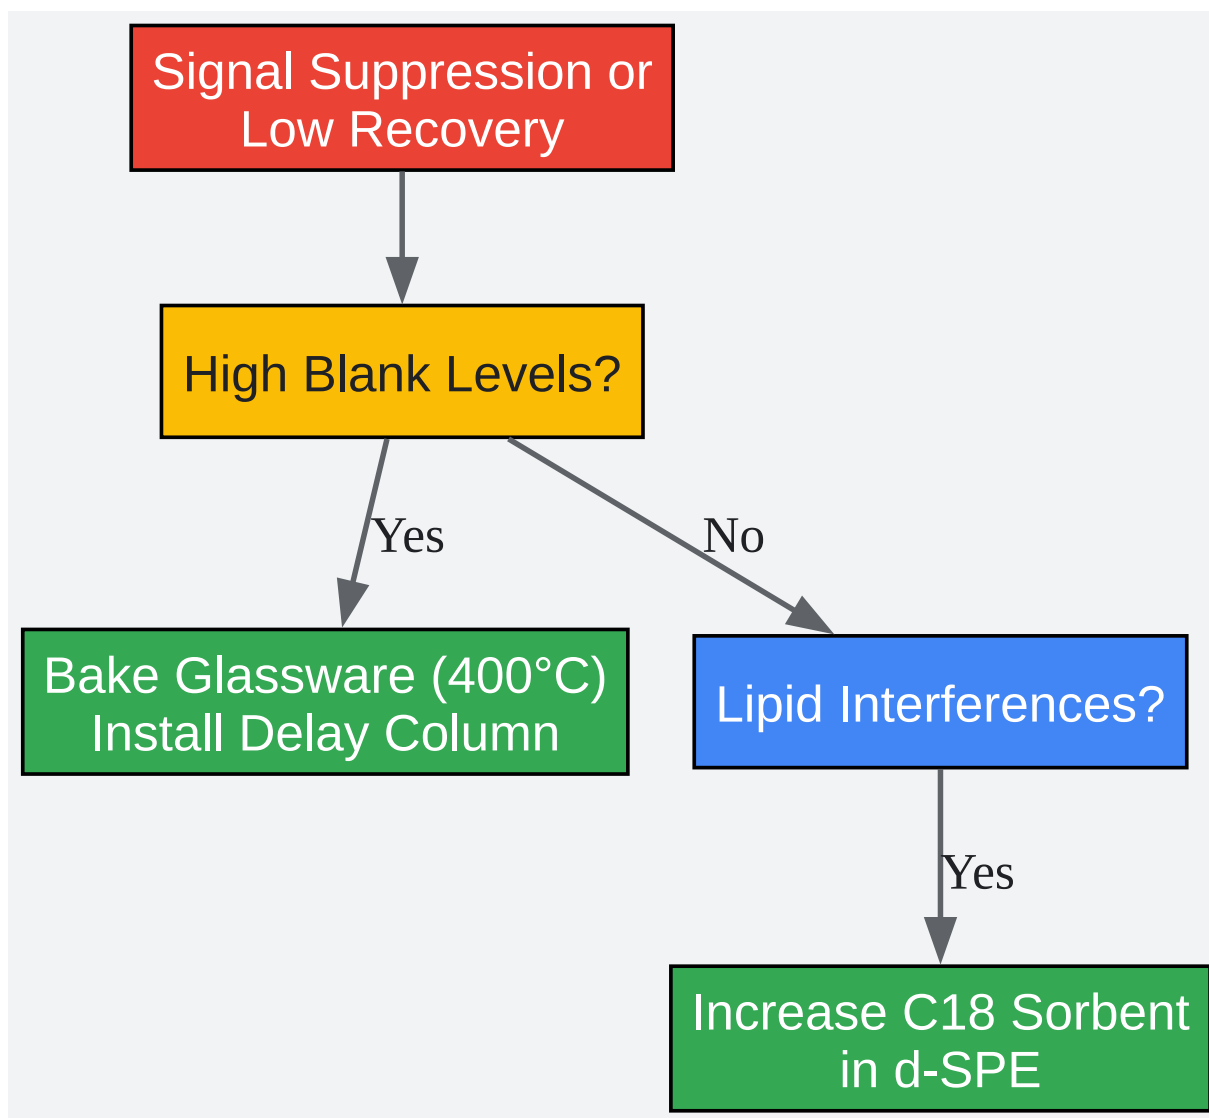 Signal Suppression or
Low Recovery
High Blank Levels?
Yes
No
Bake Glassware (400°C)
Install Delay Column
Lipid Interferences?
Yes
Increase C18 Sorbent
in d-SPE